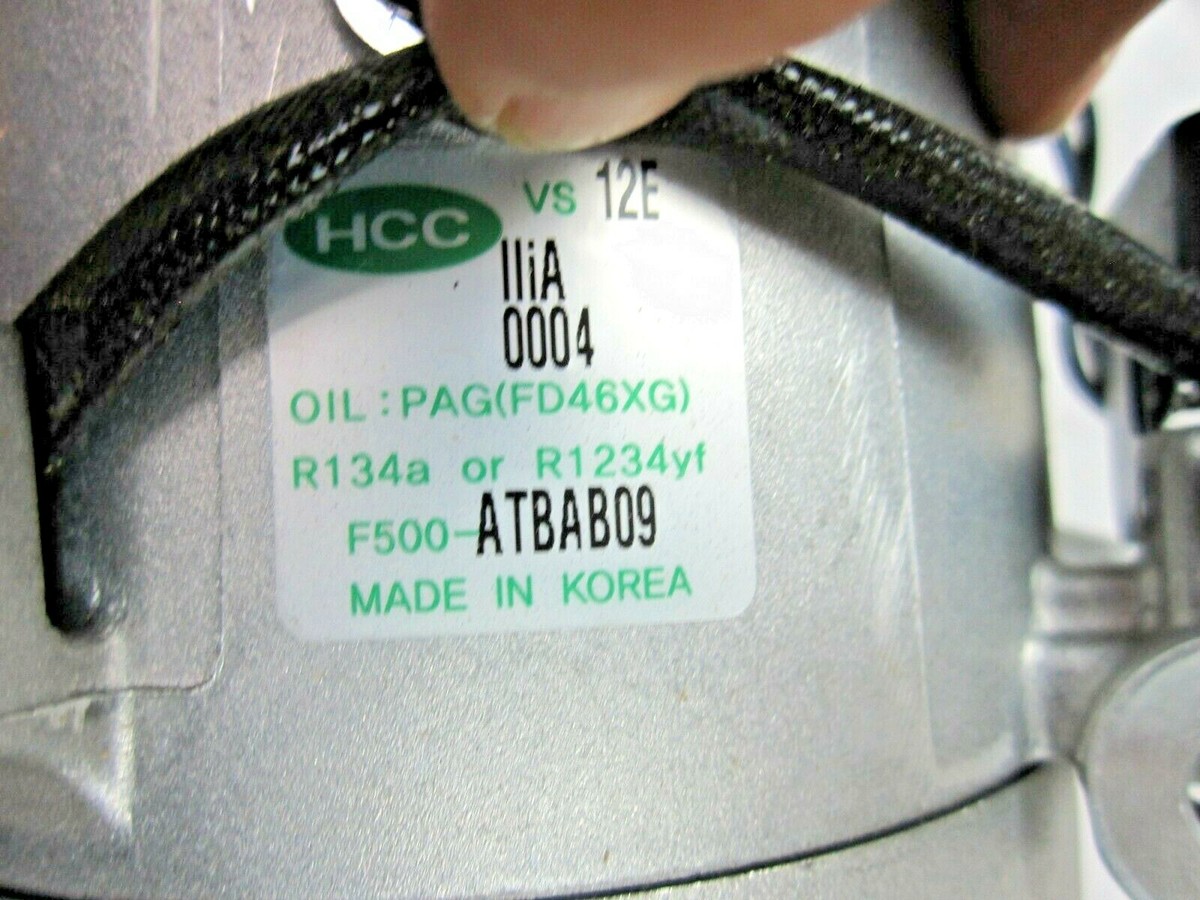 HCC VS 12E
IIiA
0004
OIL : PAG(FD46XG)
R134a or R1234yf
F500-ATBAB09
MADE IN KOREA